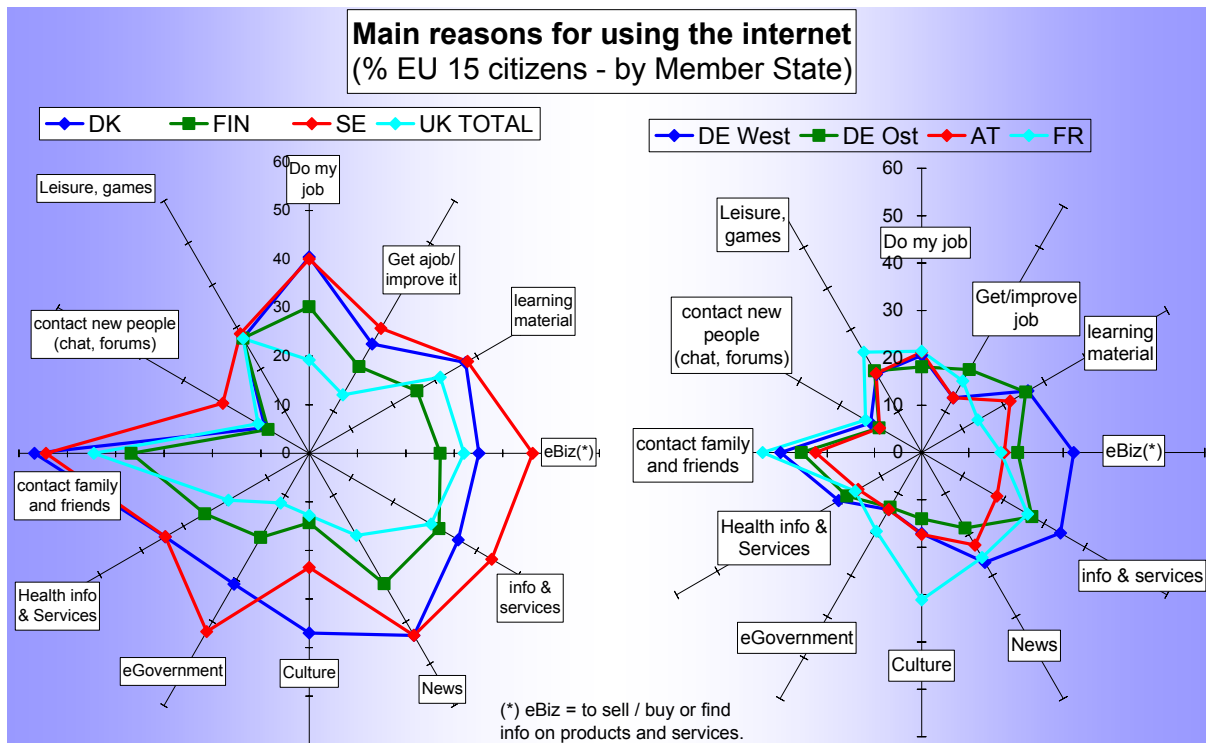 Main reasons for using the internet
(% EU 15 citizens - by Member State)
DK FIN SE UK TOTAL
60
50
40
30
20
10
0
Do my
job
Get ajob/
improve it
learning
material
eBiz(*)
info &
services
News
Culture
eGovernment
Health info
& Services
contact family
and friends
contact new people
(chat, forums)
Leisure, games
DE West DE Ost AT FR
60
50
40
30
20
10
0
Do my job
Get/improve
job
learning
material
eBiz(*)
info & services
News
Culture
eGovernment
Health info &
Services
contact family
and friends
contact new
people
(chat, forums)
Leisure,
games
(*) eBiz = to sell / buy or find
info on products and services.